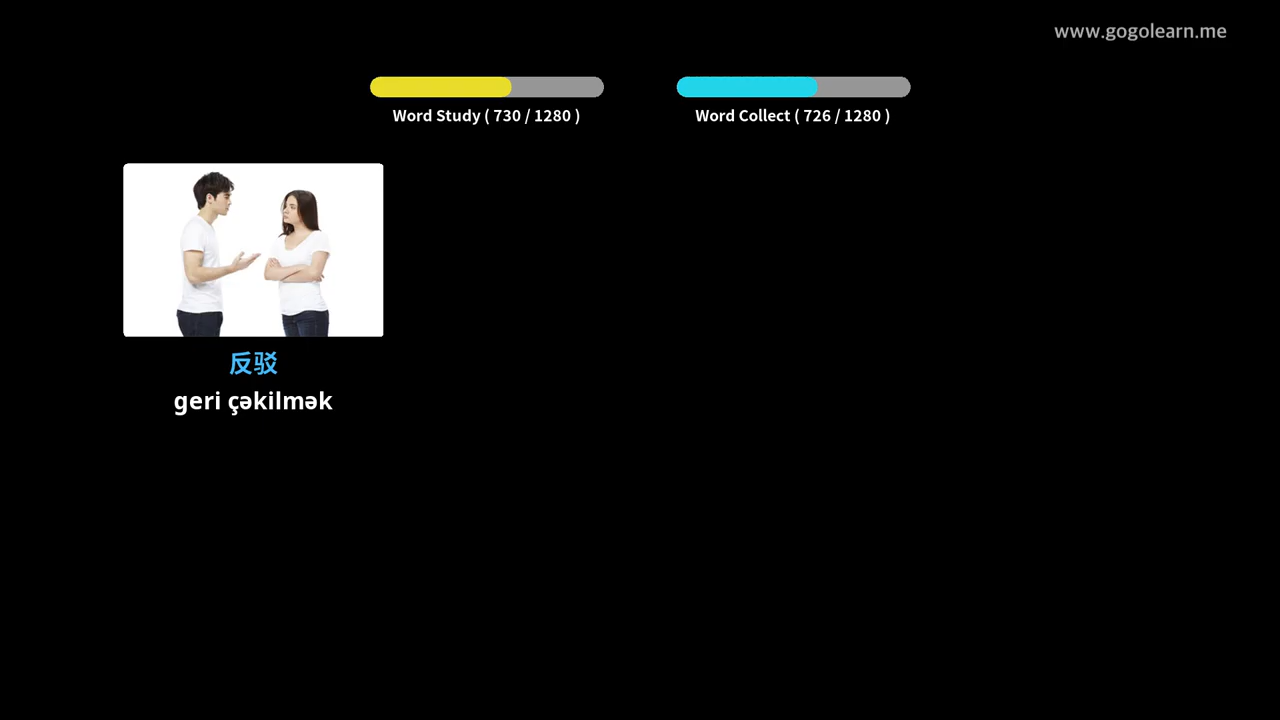 www.gogolearn.me
Word Study ( 730 / 1280 )
Word Collect ( 726 / 1280 )
反驳
geri çəkilmək